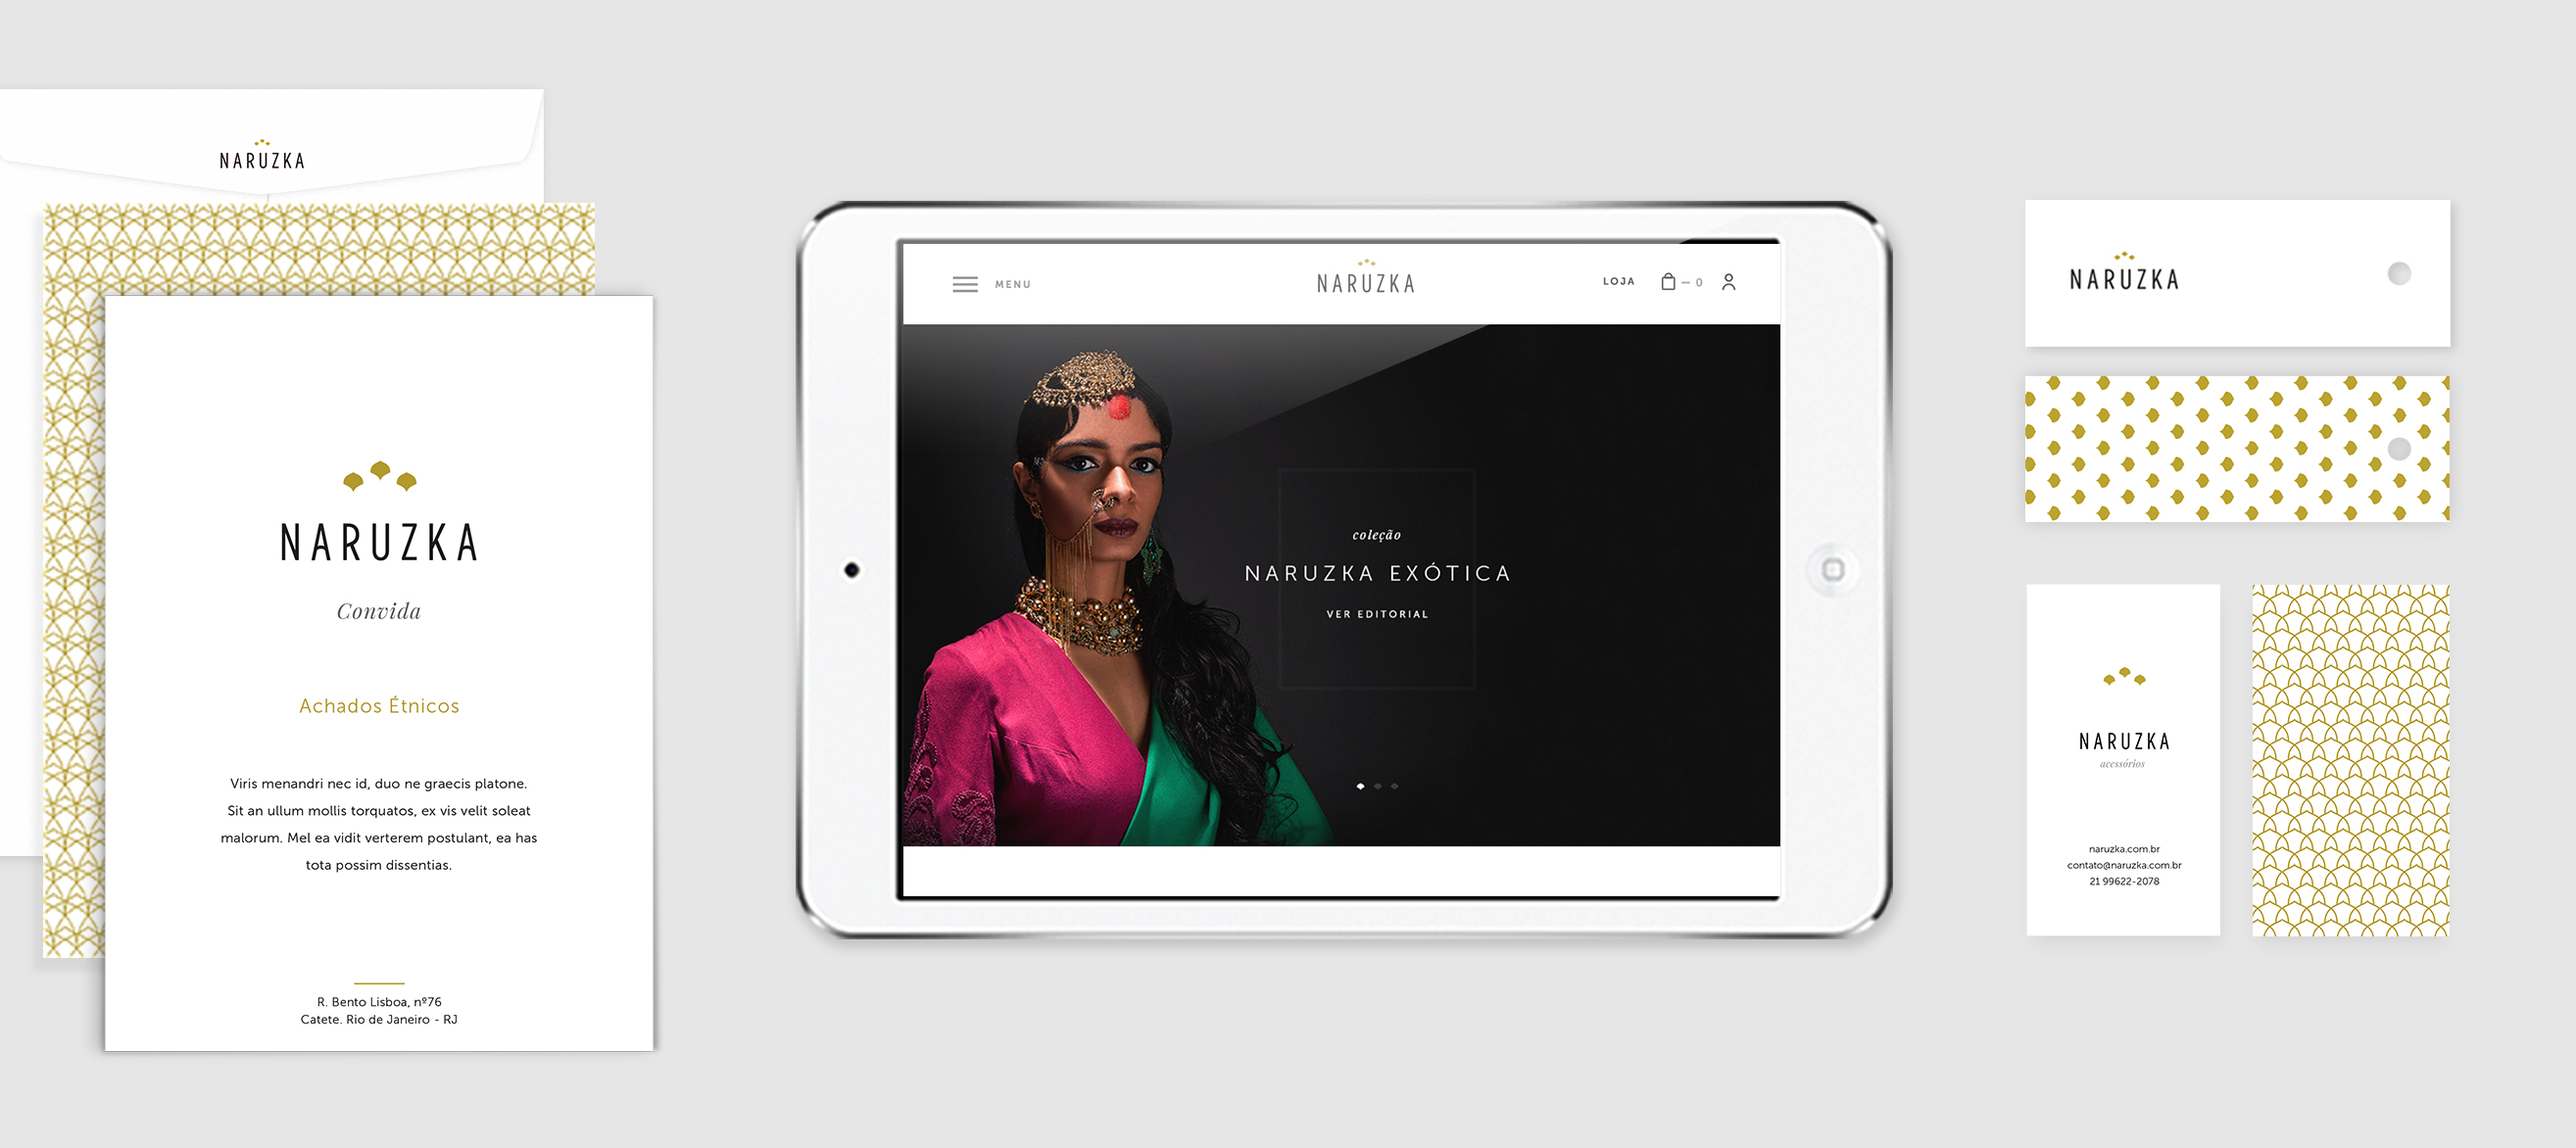 NARUZKA
NARUZKA
Convida
Achados Étnicos
Viris menandri nec id, duo ne graecis platone.
Sit an ullum mollis torquatos, ex vis velit soleat
malorum. Mel ea vidit verterem postulant, ea has
tota possim dissentias.
R. Bento Lisboa, nº76
Catete. Rio de Janeiro - RJ
MENU
NARUZKA
LOJA
— 0
coleção
NARUZKA EXÓTICA
VER EDITORIAL
NARUZKA
NARUZKA
acessórios
naruzka.com.br
contato@naruzka.com.br
21 99622-2078